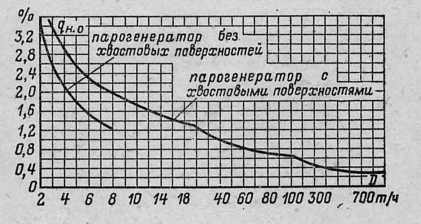 %
q н.о
парогенератор без
хвостовых поверхностей
парогенератор с
хвостовыми поверхностями
3,2
2,8
2,4
2,0
1,6
1,2
0,8
0,4
0
D
2 4 6 8 10 14 18 40 60 80 100 300 700 т/ч